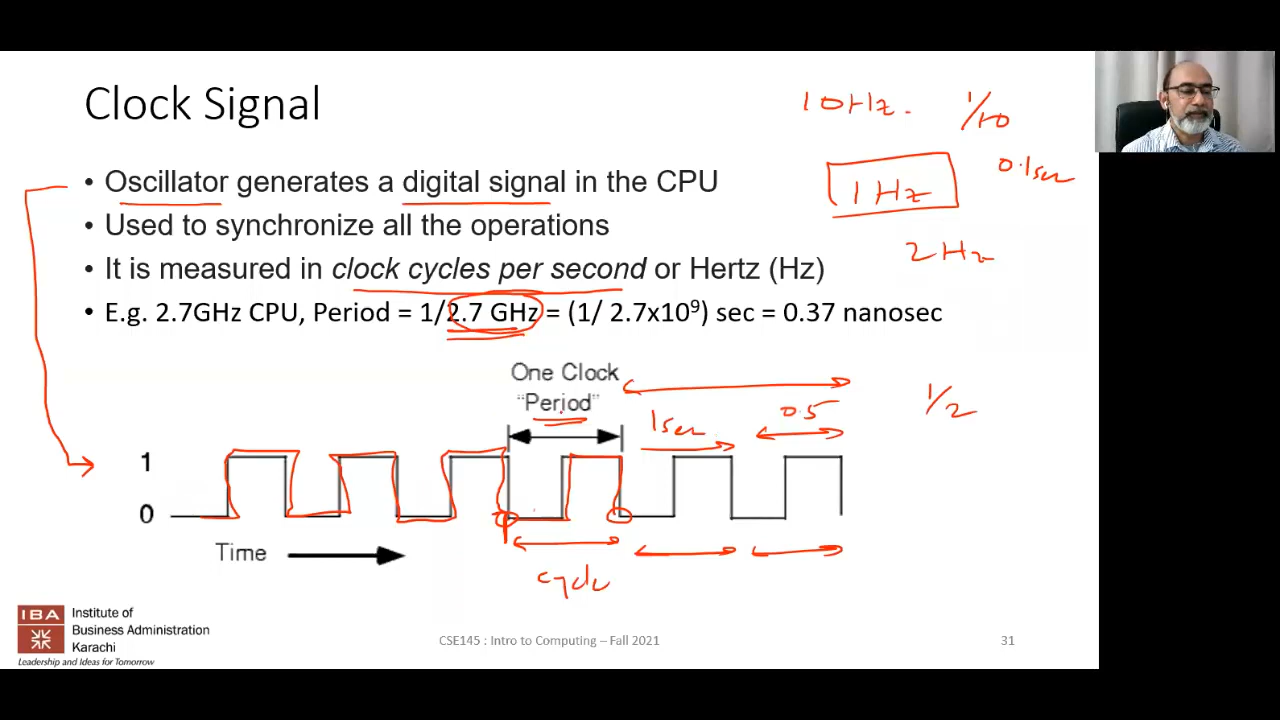 Clock Signal
10Hz. 1/10
0.1sec
• Oscillator generates a digital signal in the CPU
1 Hz
• Used to synchronize all the operations
2 Hz
• It is measured in clock cycles per second or Hertz (Hz)
• E.g. 2.7GHz CPU, Period = 1/2.7 GHz = (1/ 2.7x10⁹) sec = 0.37 nanosec
One Clock
"Period"
1sec
0.5
1/2
1
0
Time
cycle
IBA
Institute of
Business Administration
Karachi
Leadership and Ideas for Tomorrow
CSE145 : Intro to Computing – Fall 2021
31